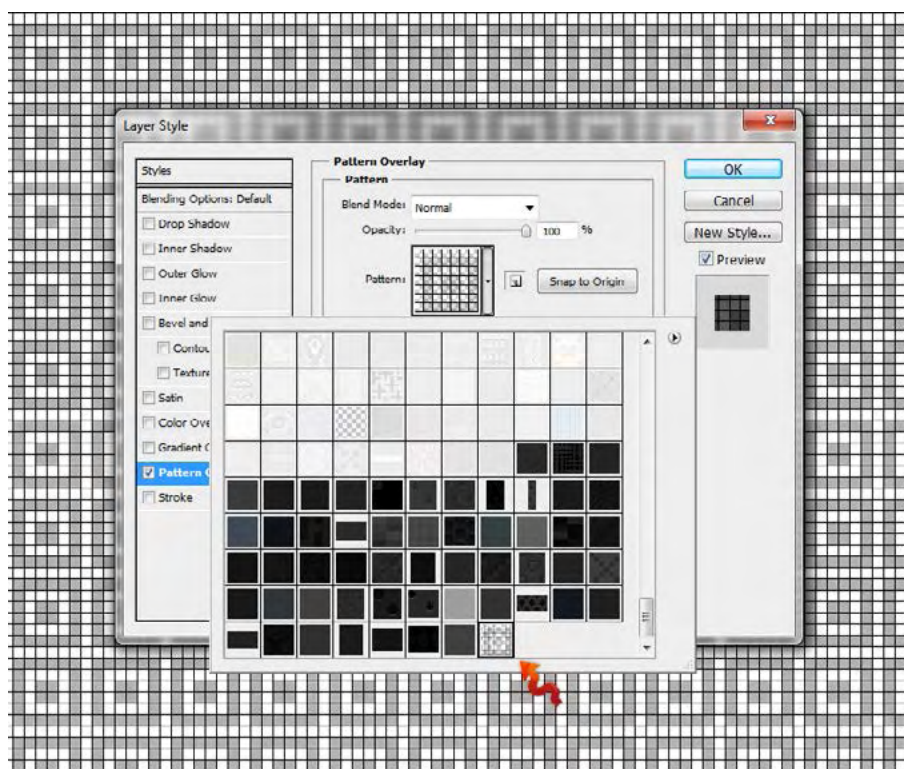 Layer Style
x
Styles
Blending Options: Default
Drop Shadow
Inner Shadow
Outer Glow
Inner Glow
Bevel and
Contou
Texture
Satin
Color Ove
Gradient C
Pattern O
Stroke
Pattern Overlay
Pattern
Blend Mode: Normal
Opacity: 100 %
Pattern: Snap to Origin
OK
Cancel
New Style...
Preview